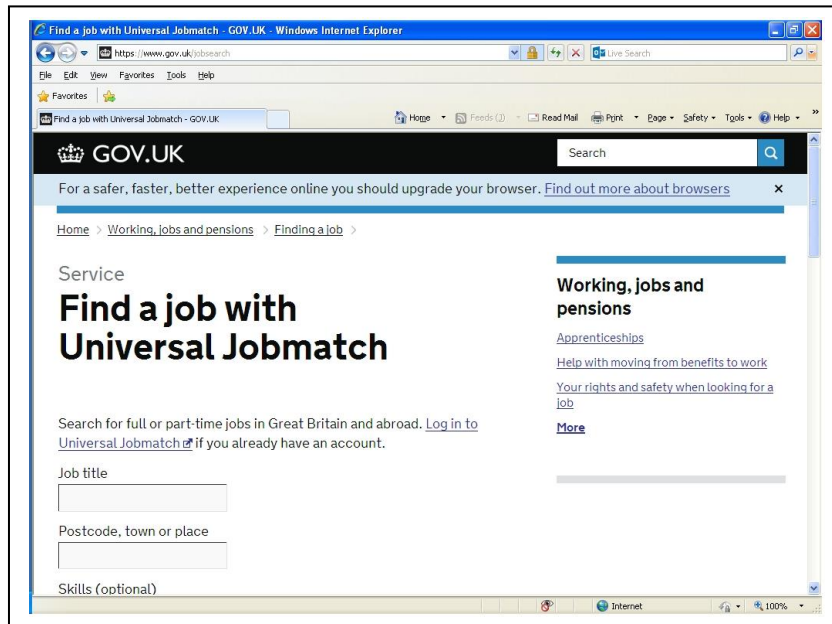 Find a job with Universal Jobmatch - GOV.UK - Windows Internet Explorer
https://www.gov.uk/jobsearch
Live Search
File Edit View Favorites Tools Help
Favorites
Find a job with Universal Jobmatch - GOV.UK
Home Feeds (J) Read Mail Print Page Safety Tools Help »
GOV.UK
Search
For a safer, faster, better experience online you should upgrade your browser. Find out more about browsers ×
Home > Working, jobs and pensions > Finding a job >
Service
Find a job with
Universal Jobmatch
Search for full or part-time jobs in Great Britain and abroad. Log in to
Universal Jobmatch if you already have an account.
Job title
Postcode, town or place
Skills (optional)
Working, jobs and
pensions
Apprenticeships
Help with moving from benefits to work
Your rights and safety when looking for a
job
More
Internet
100%